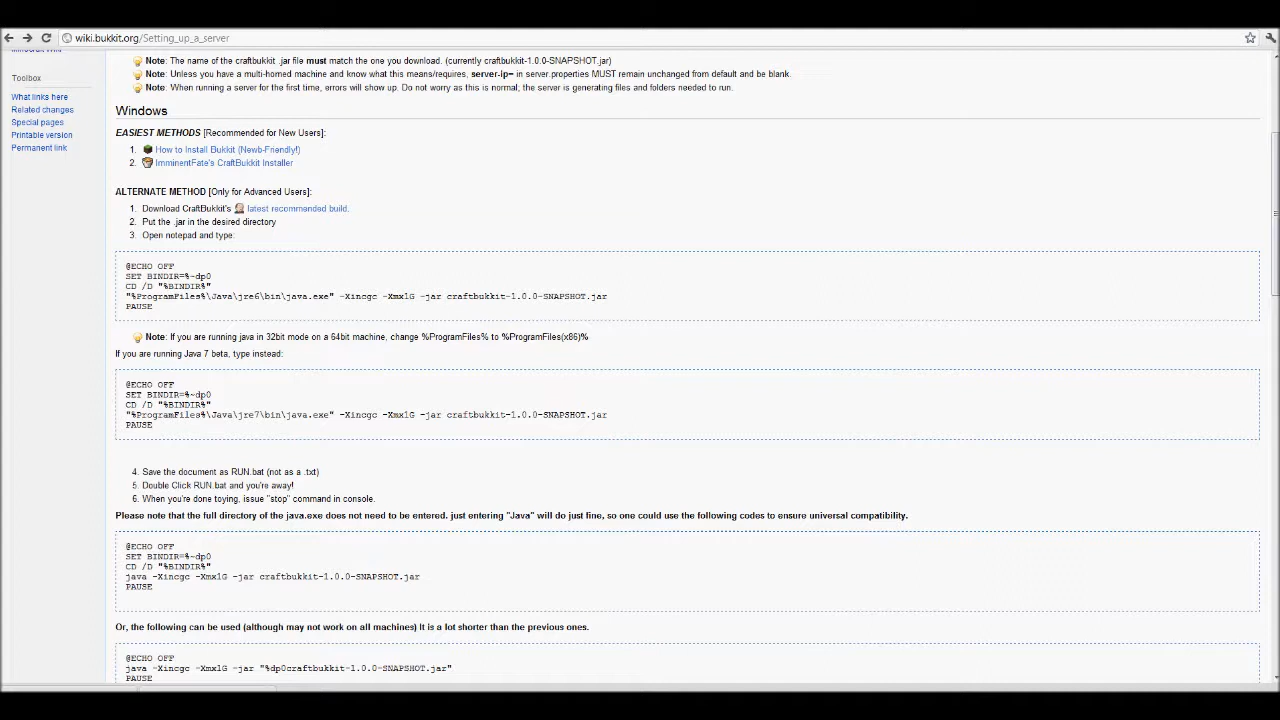 wiki.bukkit.org/Setting_up_a_server
Toolbox
What links here
Related changes
Special pages
Printable version
Permanent link
Note: The name of the craftbukkit .jar file must match the one you download. (currently craftbukkit-1.0.0-SNAPSHOT.jar)
Note: Unless you have a multi-homed machine and know what this means/requires, server-ip= in server.properties MUST remain unchanged from default and be blank.
Note: When running a server for the first time, errors will show up. Do not worry as this is normal; the server is generating files and folders needed to run.
Windows
EASIEST METHODS [Recommended for New Users]:
1. How to Install Bukkit (Newb-Friendly!)
2. ImminentFate's CraftBukkit Installer
ALTERNATE METHOD [Only for Advanced Users]:
1. Download CraftBukkit's latest recommended build.
2. Put the .jar in the desired directory
3. Open notepad and type:
@ECHO OFF
SET BINDIR=%~dp0
CD /D "%BINDIR%"
"%ProgramFiles%\Java\jre6\bin\java.exe" -Xincgc -Xmx1G -jar craftbukkit-1.0.0-SNAPSHOT.jar
PAUSE
Note: If you are running java in 32bit mode on a 64bit machine, change %ProgramFiles% to %ProgramFiles(x86)%
If you are running Java 7 beta, type instead:
@ECHO OFF
SET BINDIR=%~dp0
CD /D "%BINDIR%"
"%ProgramFiles%\Java\jre7\bin\java.exe" -Xincgc -Xmx1G -jar craftbukkit-1.0.0-SNAPSHOT.jar
PAUSE
4. Save the document as RUN.bat (not as a .txt)
5. Double Click RUN.bat and you're away!
6. When you're done toying, issue "stop" command in console.
Please note that the full directory of the java.exe does not need to be entered. just entering "Java" will do just line, so one could use the following codes to ensure universal compatibility.
@ECHO OFF
SET BINDIR=%~dp0
CD /D "%BINDIR%"
java -Xincgc -Xmx1G -jar craftbukkit-1.0.0-SNAPSHOT.jar
PAUSE
Or, the following can be used (although may not work on all machines) It is a lot shorter than the previous ones.
@ECHO OFF
java -Xincgc -Xmx1G -jar "%dp0craftbukkit-1.0.0-SNAPSHOT.jar"
PAUSE